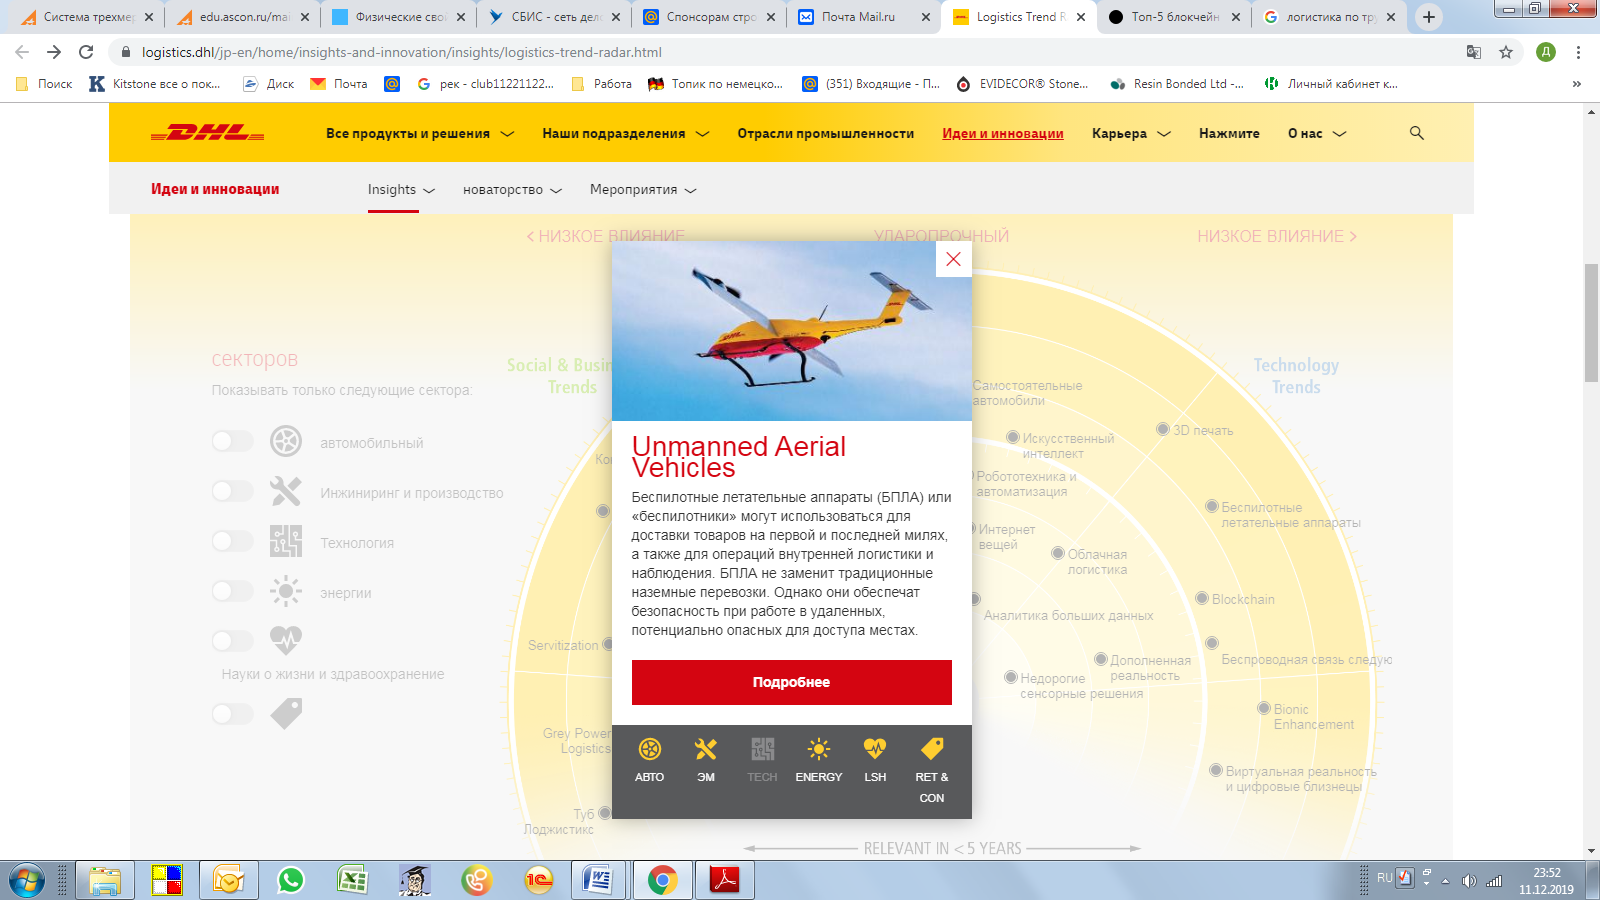 Система трехмер
edu.ascon.ru/mai
Физические свой
СБИС - сеть дело
Спонсорам стро
Почта Mail.ru
Logistics Trend R
Топ-5 блокчейн
логистика по тру
logistics.dhl/jp-en/home/insights-and-innovation/insights/logistics-trend-radar.html
Д
Поиск
Kitstone все о пок...
Диск
Почта
рек - club11221122...
Работа
Топик по немецко...
(351) Входящие - П...
EVIDECOR® Stone...
Resin Bonded Ltd -...
Личный кабинет к...
»
DHL
Все продукты и решения
Наши подразделения
Отрасли промышленности
Идеи и инновации
Карьера
Нажмите
О нас
Идеи и инновации
Insights
новаторство
Мероприятия
< НИЗКОЕ ВЛИЯНИЕ
УДАРОПРОЧНЫЙ
НИЗКОЕ ВЛИЯНИЕ >
секторов
Показывать только следующие сектора:
автомобильный
Инжиниринг и производство
Технология
энергии
Науки о жизни и здравоохранение
Social & Busin
Trends
Ко
Servitization
Grey Power
Logistics
Туб
Лоджистикс
Unmanned Aerial
Vehicles
Беспилотные летательные аппараты (БПЛА) или
«беспилотники» могут использоваться для
доставки товаров на первой и последней милях,
а также для операций внутренней логистики и
наблюдения. БПЛА не заменит традиционные
наземные перевозки. Однако они обеспечат
безопасность при работе в удаленных,
потенциально опасных для доступа местах.
Подробнее
АВТО
ЭМ
TECH
ENERGY
LSH
RET &
CON
Technology
Trends
Самостоятельные
автомобили
Искусственный
интеллект
3D печать
Робототехника и
автоматизация
Беспилотные
летательные аппараты
Интернет
вещей
Облачная
логистика
Blockchain
Аналитика больших данных
Беспроводная связь следую
Дополненная
реальность
Недорогие
сенсорные решения
Bionic
Enhancement
Виртуальная реальность
и цифровые близнецы
RELEVANT IN < 5 YEARS
RU
23:52
11.12.2019